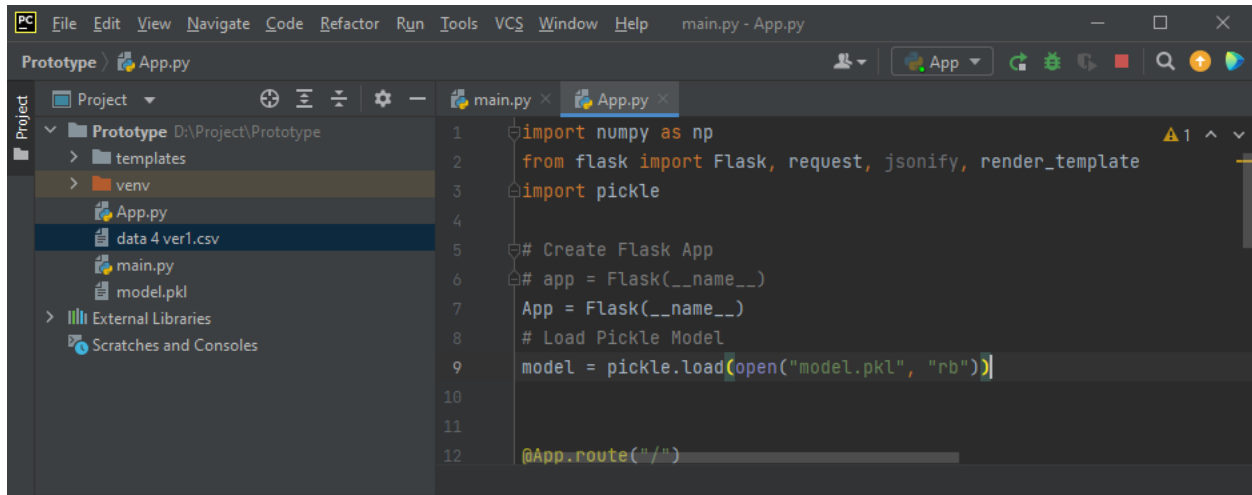 PC File Edit View Navigate Code Refactor Run Tools VCS Window Help main.py - App.py
Prototype App.py App
Project
Project main.py App.py
Prototype D:\Project\Prototype
templates
venv
App.py
data 4 ver1.csv
main.py
model.pkl
External Libraries
Scratches and Consoles
1 import numpy as np 1
2 from flask import Flask, request, jsonify, render_template
3 import pickle
4
5 # Create Flask App
6 # app = Flask(__name__)
7 App = Flask(__name__)
8 # Load Pickle Model
9 model = pickle.load(open("model.pkl", "rb"))
10
11
12 @App.route("/")